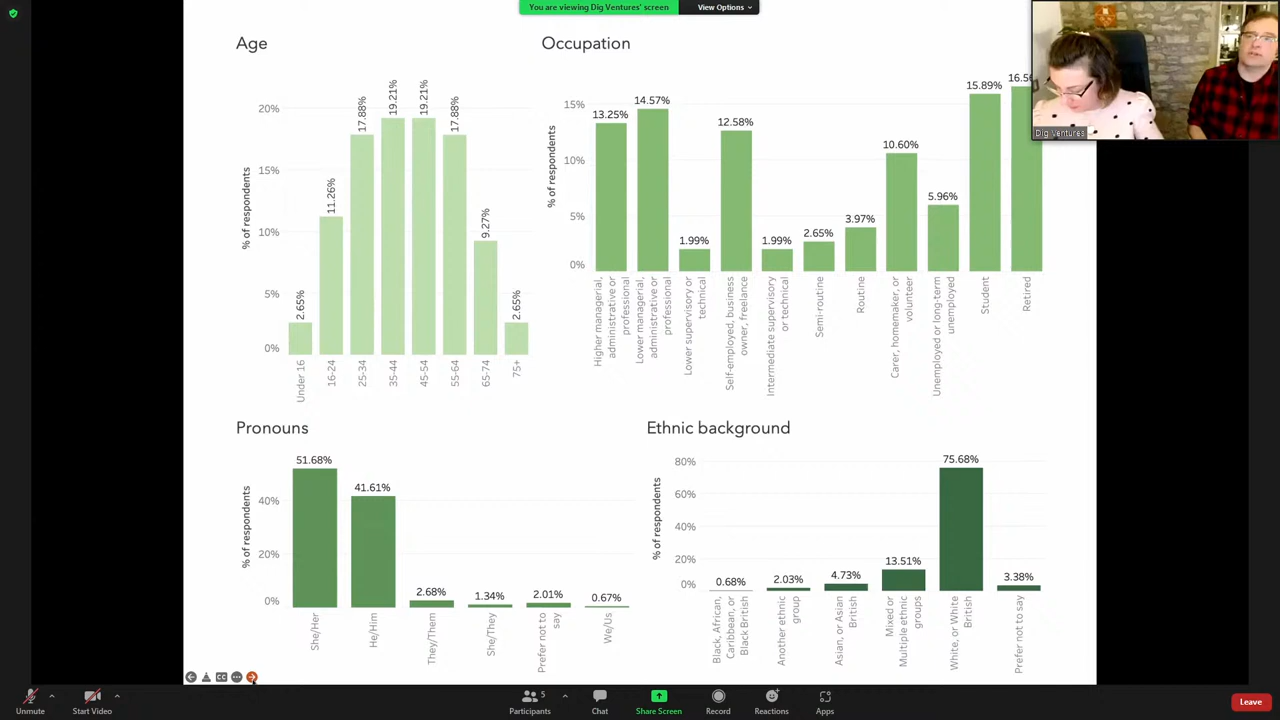 You are viewing Dig Ventures' screen
View Options
Age
Occupation
% of respondents
20%
15%
10%
5%
0%
2.65%
11.26%
17.88%
19.21%
19.21%
17.88%
9.27%
2.65%
Under 16
16-24
25-34
35-44
45-54
55-64
65-74
75+
% of respondents
15%
10%
5%
0%
13.25%
14.57%
1.99%
12.58%
1.99%
2.65%
3.97%
10.60%
5.96%
15.89%
Higher managerial,
administrative or
professional
Lower managerial,
administrative or
professional
Lower supervisory or
technical
Self-employed, business
owner, freelance
Intermediate supervisory
or technical
Semi-routine
Routine
Carer, homemaker, or
volunteer
Unemployed or long-term
unemployed
Student
Retired
Dig Ventures
Pronouns
Ethnic background
% of respondents
40%
20%
0%
51.68%
41.61%
2.68%
1.34%
2.01%
0.67%
She/Her
He/Him
They/Them
She/They
Prefer not to
say
We/Us
% of respondents
80%
60%
40%
20%
0%
0.68%
2.03%
4.73%
13.51%
75.68%
3.38%
Black, African,
Caribbean, or
Black British
Another ethnic
group
Asian, or Asian
British
Mixed or
Multiple ethnic
groups
White, or White
British
Prefer not to say
CC
Unmute
Start Video
5
Participants
Chat
Share Screen
Record
Reactions
Apps
Leave